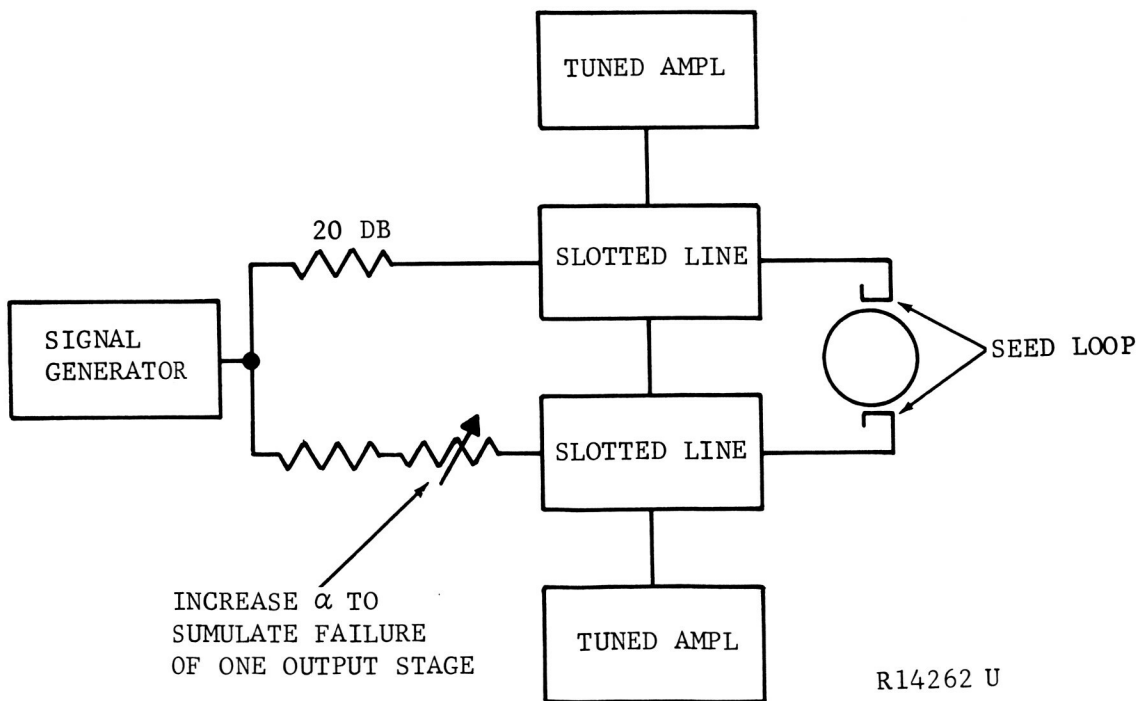 TUNED AMPL
20 DB
SLOTTED LINE
SIGNAL
GENERATOR
SEED LOOP
SLOTTED LINE
INCREASE α TO
SUMULATE FAILURE
OF ONE OUTPUT STAGE
TUNED AMPL
R14262 U